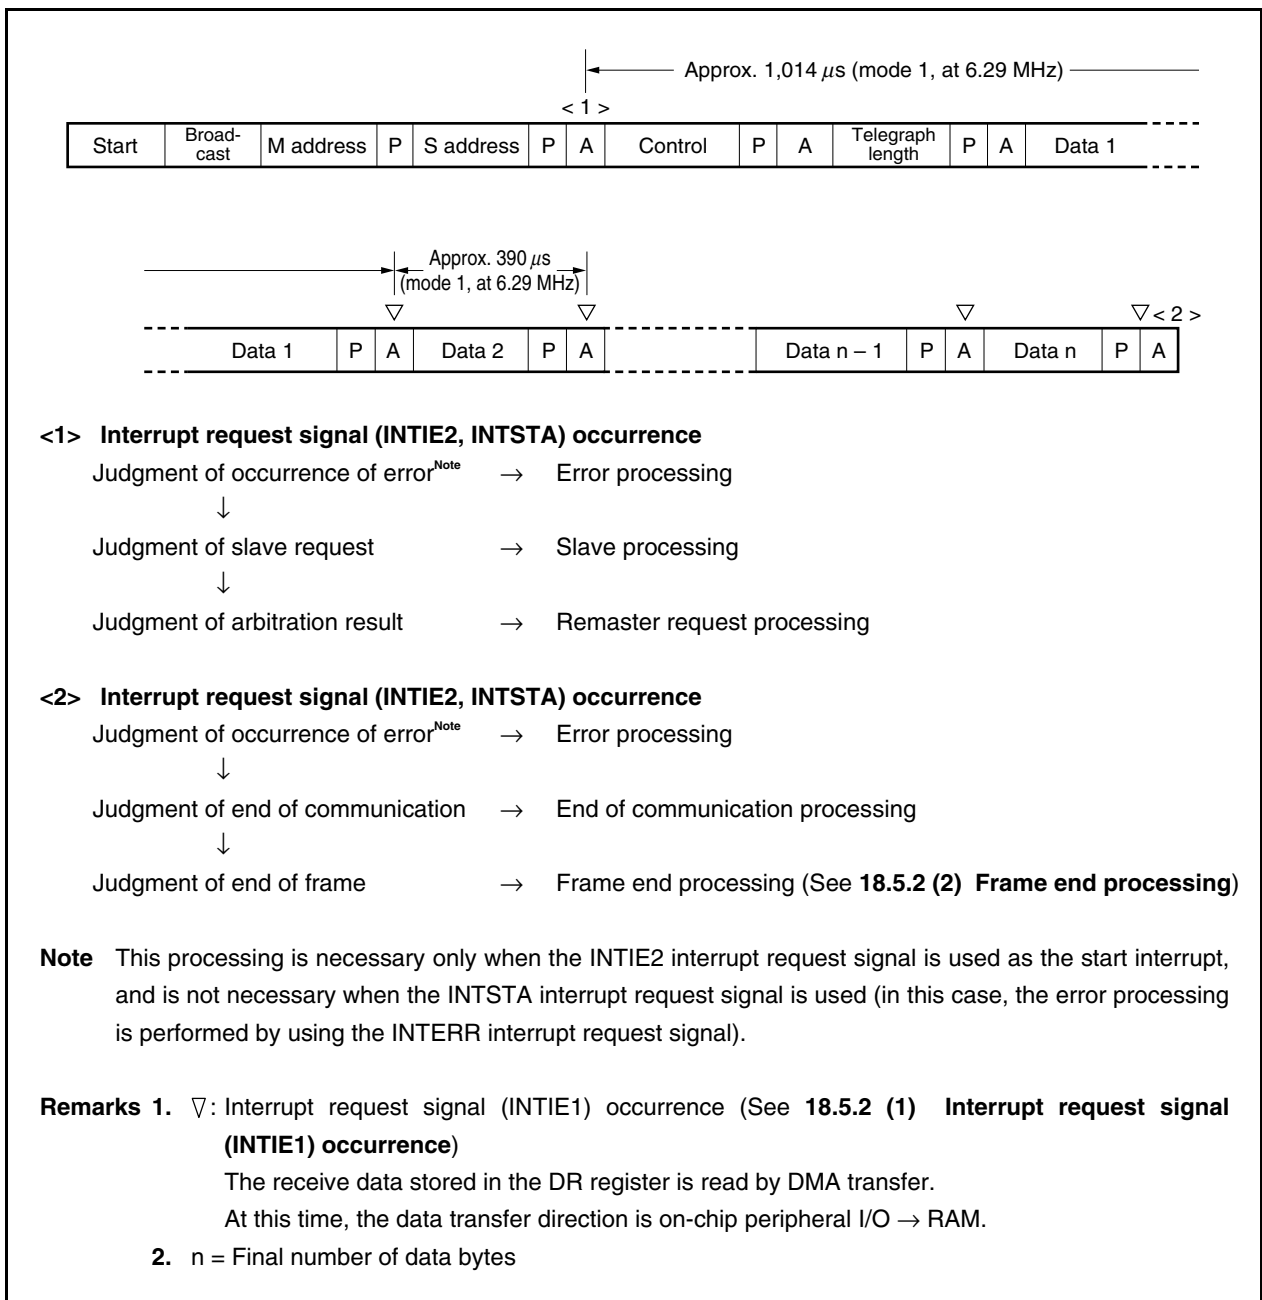 Approx. 1,014 μs (mode 1, at 6.29 MHz)
< 1 >
Start Broad-cast M address P S address P A Control P A Telegraph length P A Data 1
Approx. 390 μs
(mode 1, at 6.29 MHz)
▽ ▽ ▽ ▽ < 2 >
Data 1 P A Data 2 P A Data n – 1 P A Data n P A
<1> Interrupt request signal (INTIE2, INTSTA) occurrence
Judgment of occurrence of errorNote → Error processing
↓
Judgment of slave request → Slave processing
↓
Judgment of arbitration result → Remaster request processing
<2> Interrupt request signal (INTIE2, INTSTA) occurrence
Judgment of occurrence of errorNote → Error processing
↓
Judgment of end of communication → End of communication processing
↓
Judgment of end of frame → Frame end processing (See 18.5.2 (2) Frame end processing)
Note This processing is necessary only when the INTIE2 interrupt request signal is used as the start interrupt,
and is not necessary when the INTSTA interrupt request signal is used (in this case, the error processing
is performed by using the INTERR interrupt request signal).
Remarks 1. ▽: Interrupt request signal (INTIE1) occurrence (See 18.5.2 (1) Interrupt request signal
(INTIE1) occurrence)
The receive data stored in the DR register is read by DMA transfer.
At this time, the data transfer direction is on-chip peripheral I/O → RAM.
2. n = Final number of data bytes